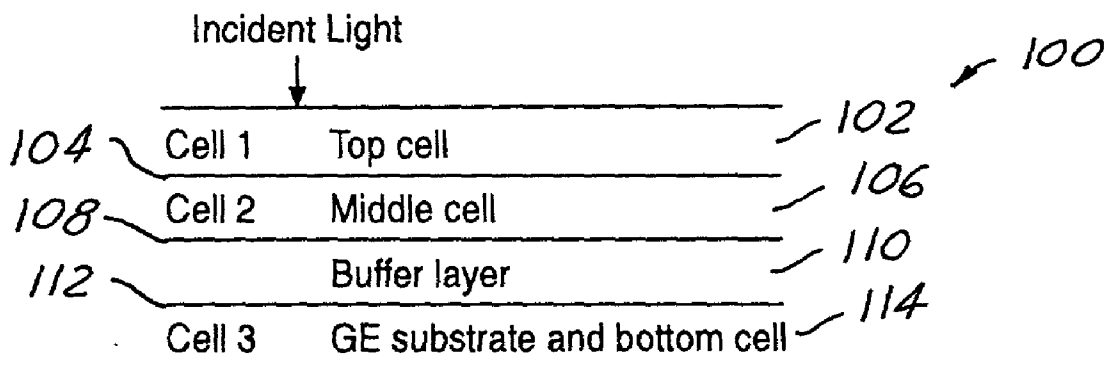 Incident Light
100
Cell 1 Top cell 102
104
Cell 2 Middle cell 106
108
Buffer layer 110
112
Cell 3 GE substrate and bottom cell 114